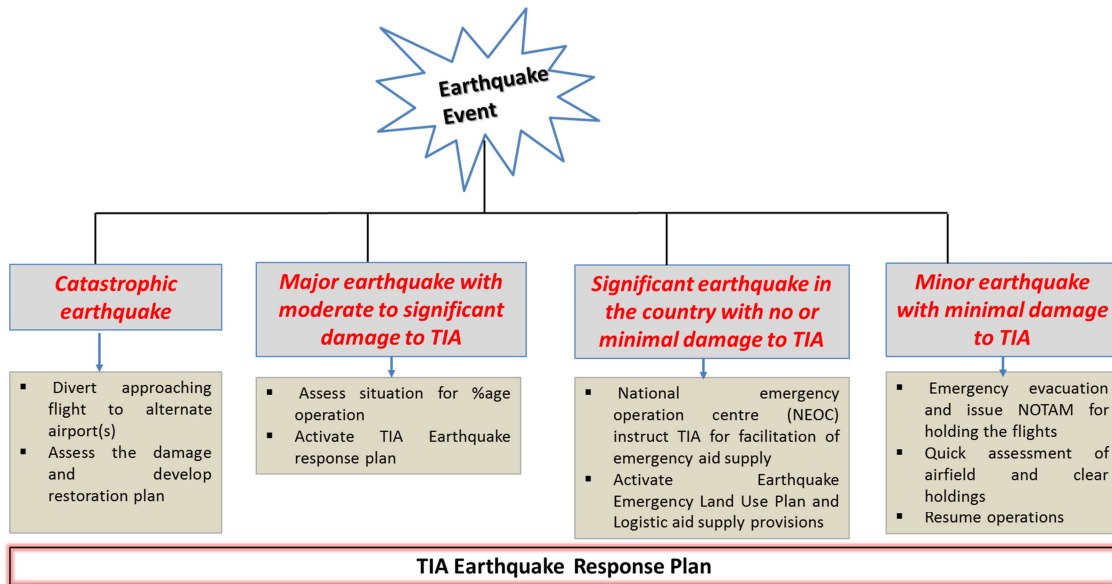 Earthquake
Event
Catastrophic
earthquake
Major earthquake with
moderate to significant
damage to TIA
Significant earthquake in
the country with no or
minimal damage to TIA
Minor earthquake
with minimal damage
to TIA
▪ Divert approaching
flight to alternate
airport(s)
▪ Assess the damage
and develop
restoration plan
▪ Assess situation for %age
operation
▪ Activate TIA Earthquake
response plan
▪ National emergency
operation centre (NEOC)
instruct TIA for facilitation of
emergency aid supply
▪ Activate Earthquake
Emergency Land Use Plan and
Logistic aid supply provisions
▪ Emergency evacuation
and issue NOTAM for
holding the flights
▪ Quick assessment of
airfield and clear
holdings
▪ Resume operations
TIA Earthquake Response Plan